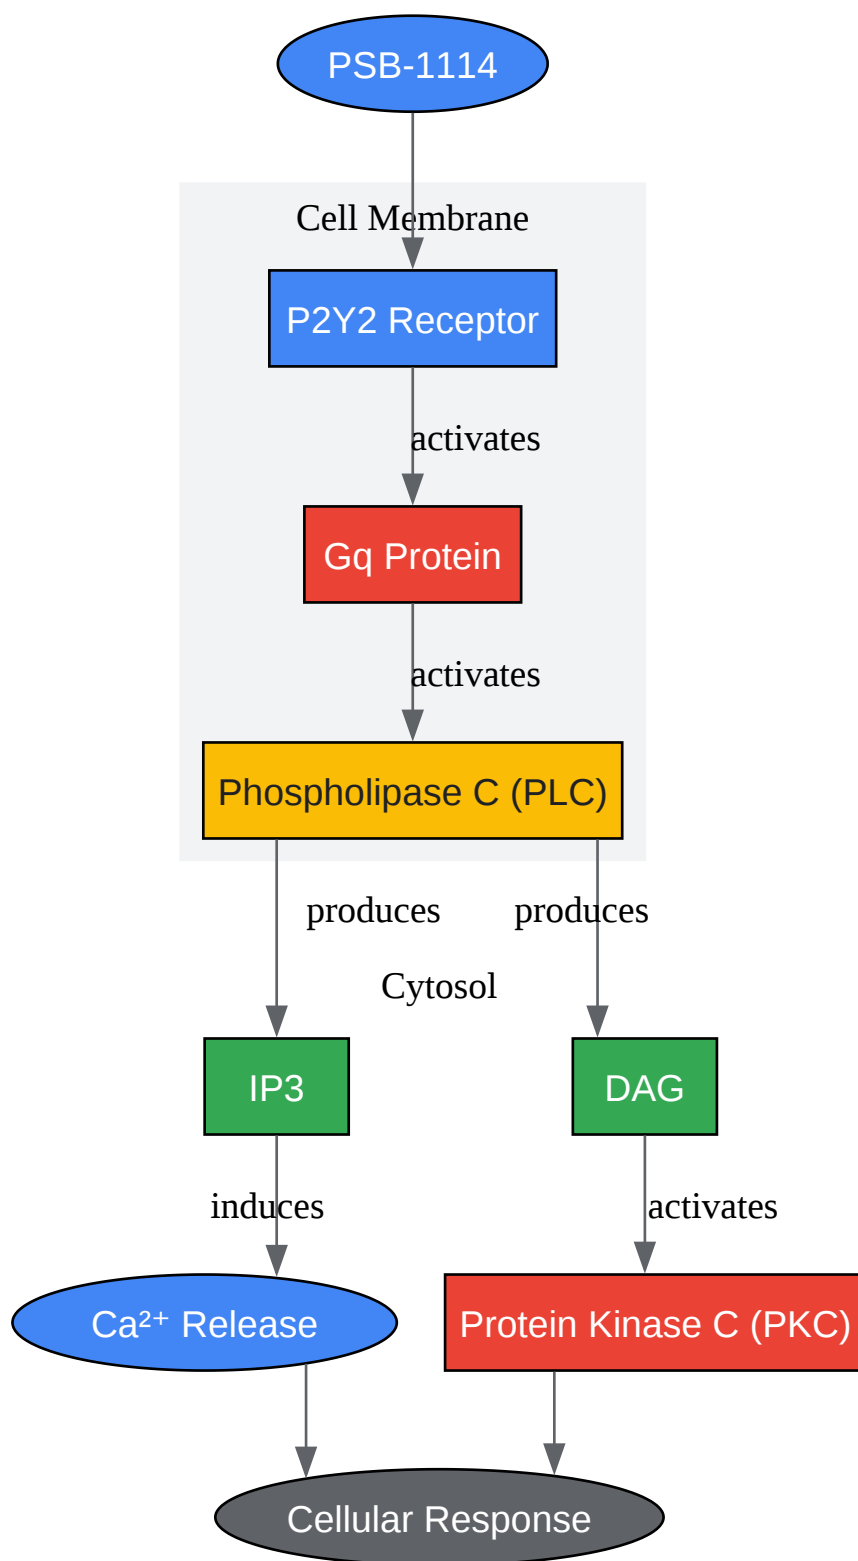 PSB-1114
Cell Membrane
P2Y2 Receptor
activates
Gq Protein
activates
Phospholipase C (PLC)
produces
produces
Cytosol
IP3
DAG
induces
activates
Ca²⁺ Release
Protein Kinase C (PKC)
Cellular Response